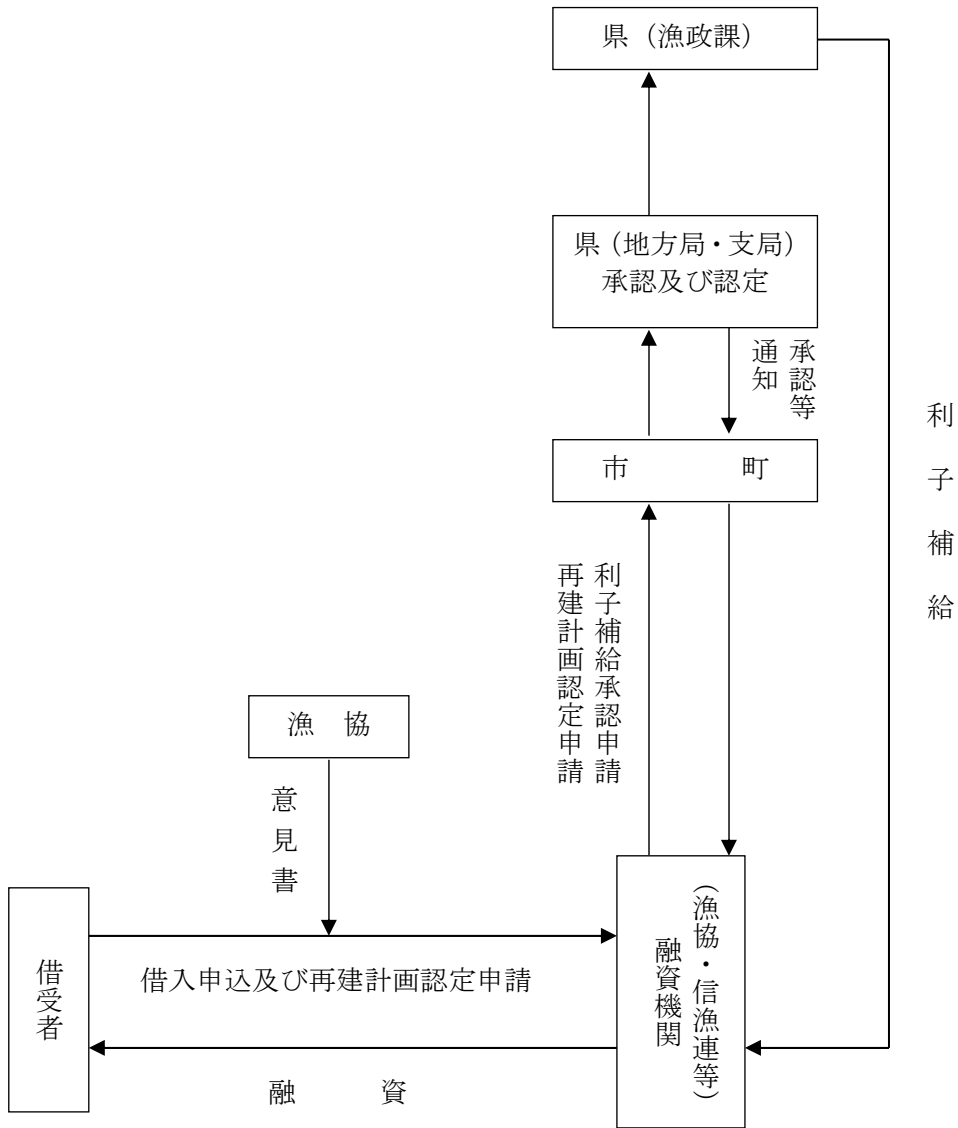 県（漁政課）
県（地方局・支局）
承認及び認定
承認等
通知
市　　　　町
利子補給
利子補給承認申請
再建計画認定申請
漁　協
意見書
借受者
借入申込及び再建計画認定申請
融　　　資
（漁協・信漁連等）
融資機関